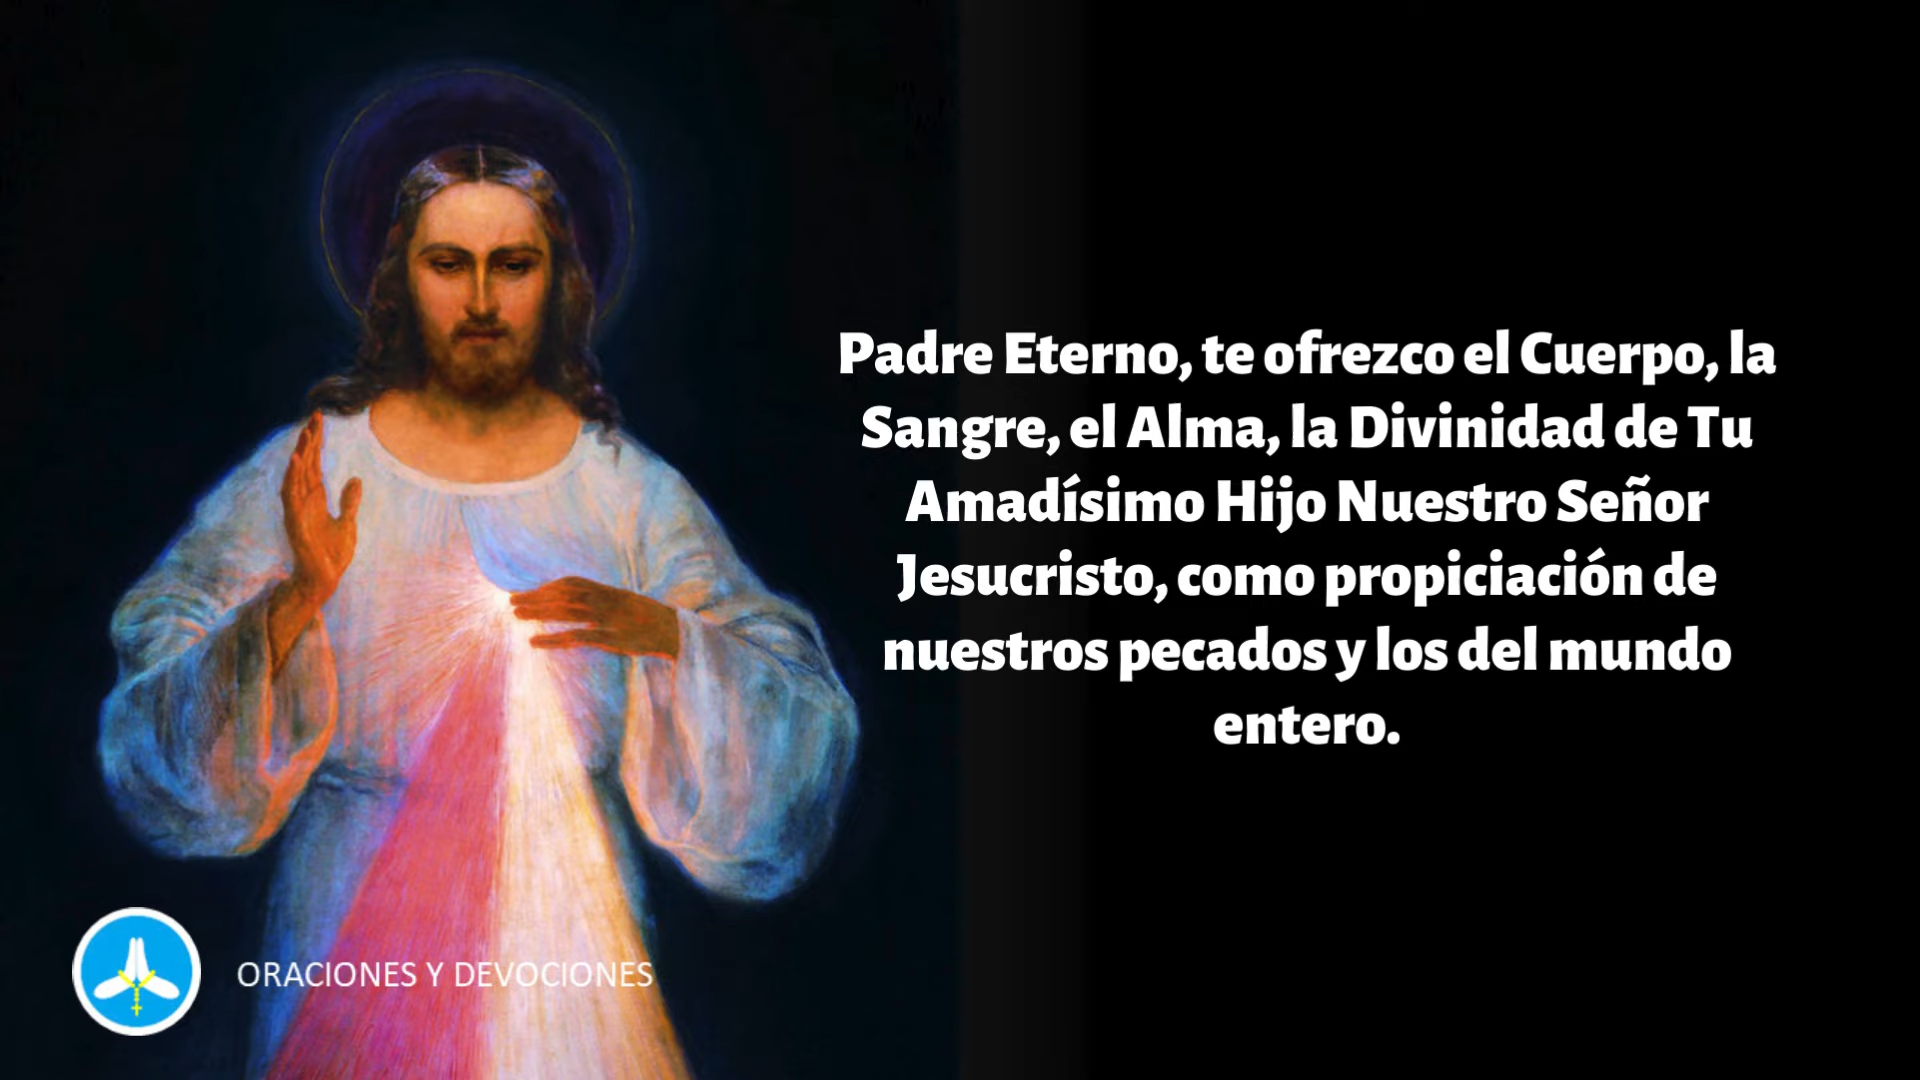 Padre Eterno, te ofrezco el Cuerpo, la
Sangre, el Alma, la Divinidad de Tu
Amadísimo Hijo Nuestro Señor
Jesucristo, como propiciación de
nuestros pecados y los del mundo
entero.
ORACIONES Y DEVOCIONES